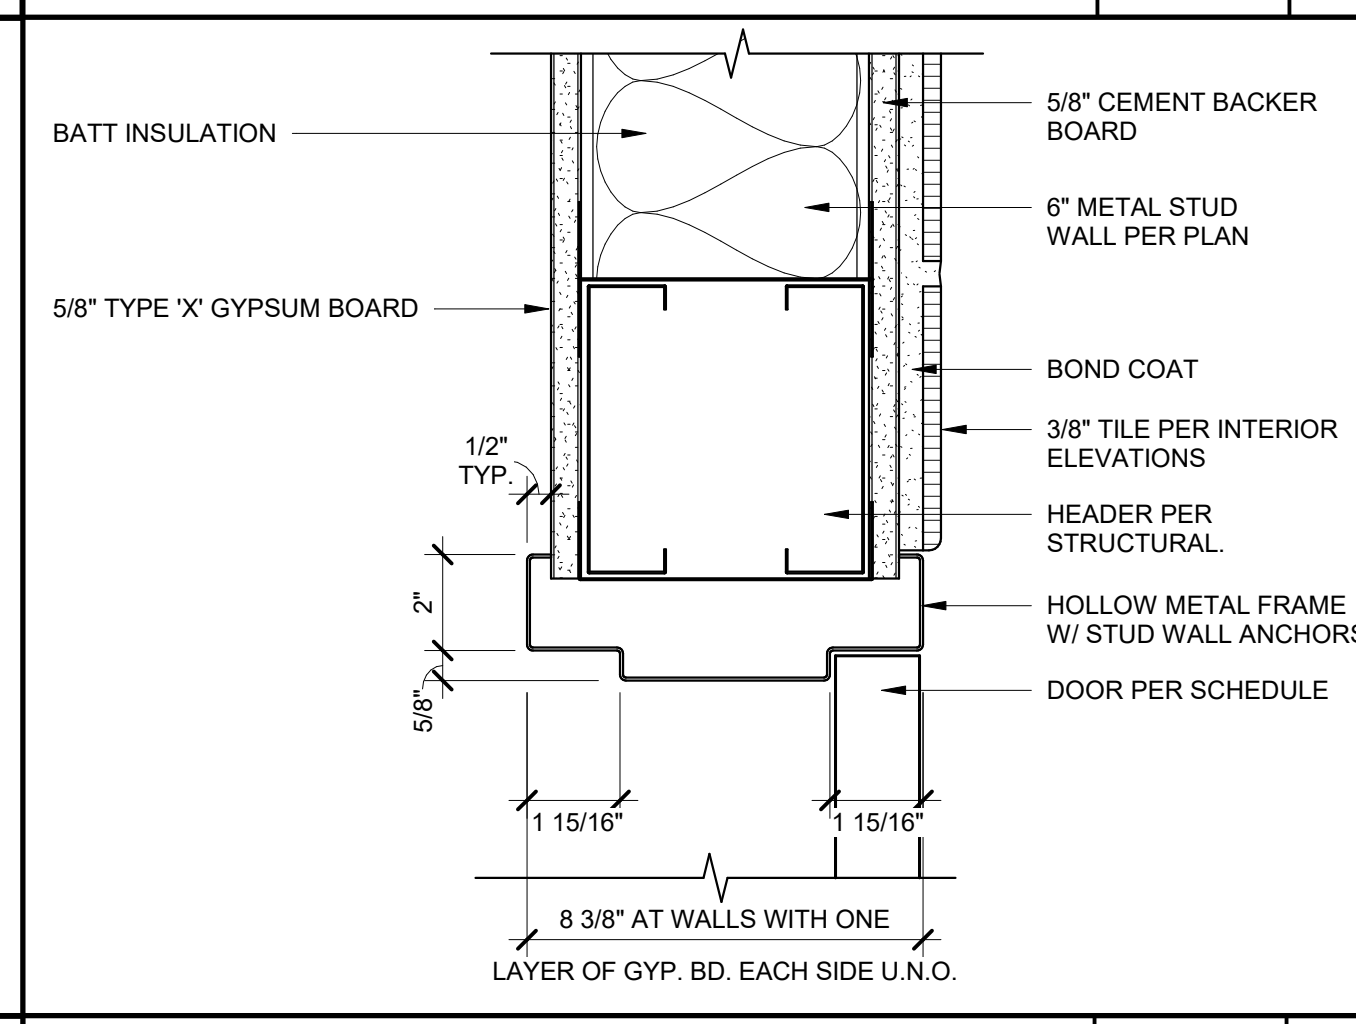 BATT INSULATION
5/8" TYPE 'X' GYPSUM BOARD
5/8" CEMENT BACKER
BOARD
6" METAL STUD
WALL PER PLAN
BOND COAT
3/8" TILE PER INTERIOR
ELEVATIONS
HEADER PER
STRUCTURAL.
HOLLOW METAL FRAME
W/ STUD WALL ANCHORS
DOOR PER SCHEDULE
1/2"
TYP.
2"
5/8"
1 15/16"
1 15/16"
8 3/8" AT WALLS WITH ONE
LAYER OF GYP. BD. EACH SIDE U.N.O.